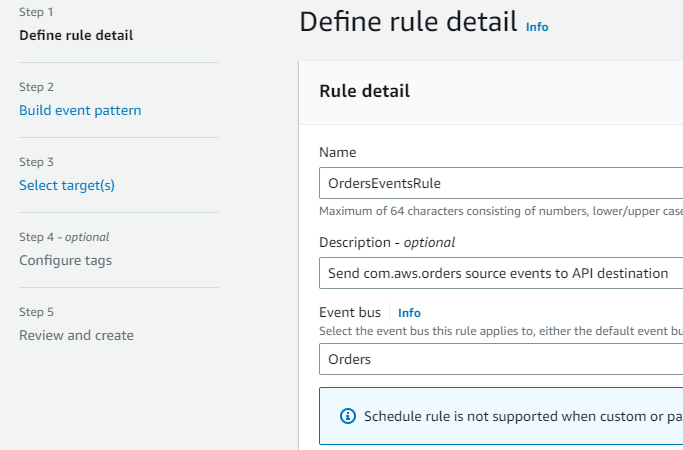 Step 1
Define rule detail
Step 2
Build event pattern
Step 3
Select target(s)
Step 4 - optional
Configure tags
Step 5
Review and create
Define rule detail Info
Rule detail
Name
OrdersEventsRule
Maximum of 64 characters consisting of numbers, lower/upper case
Description - optional
Send com.aws.orders source events to API destination
Event bus Info
Select the event bus this rule applies to, either the default event bu
Orders
Schedule rule is not supported when custom or pa